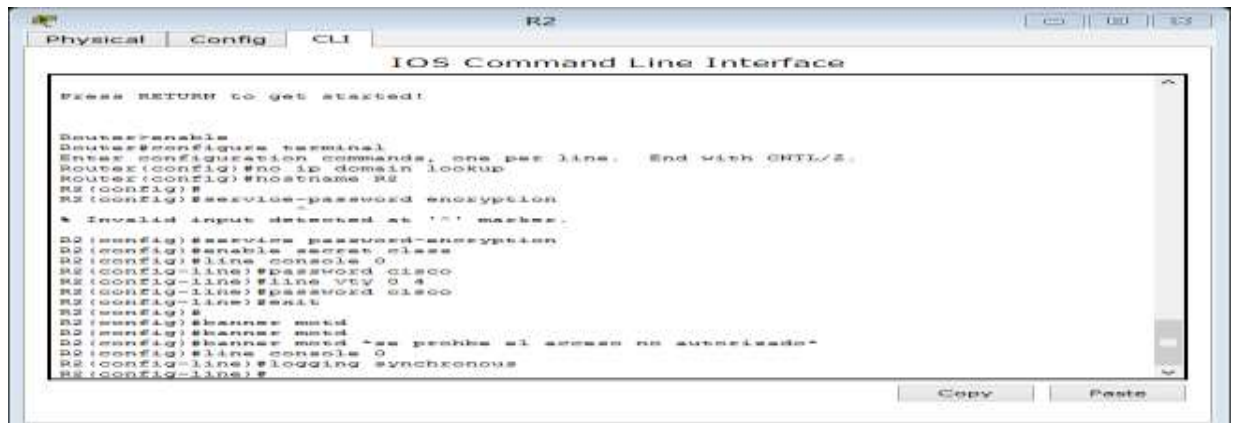 R2
Physical Config CLI
IOS Command Line Interface
Press RETURN to get started!
Router>enable
Router#configure terminal
Enter configuration commands, one per line. End with CNTL/Z.
Router(config)#no ip domain lookup
Router(config)#hostname R2
R2(config)#
R2(config)#service-password encryption
^
% Invalid input detected at '^' marker.
R2(config)#service password-encryption
R2(config)#enable secret class
R2(config)#line console 0
R2(config-line)#password cisco
R2(config-line)#line vty 0 4
R2(config-line)#password cisco
R2(config-line)#exit
R2(config)#
R2(config)#banner motd
R2(config)#banner motd
R2(config)#banner motd "se prohbe el acceso no autorizado"
R2(config)#line console 0
R2(config-line)#logging synchronous
R2(config-line)#
Copy Paste